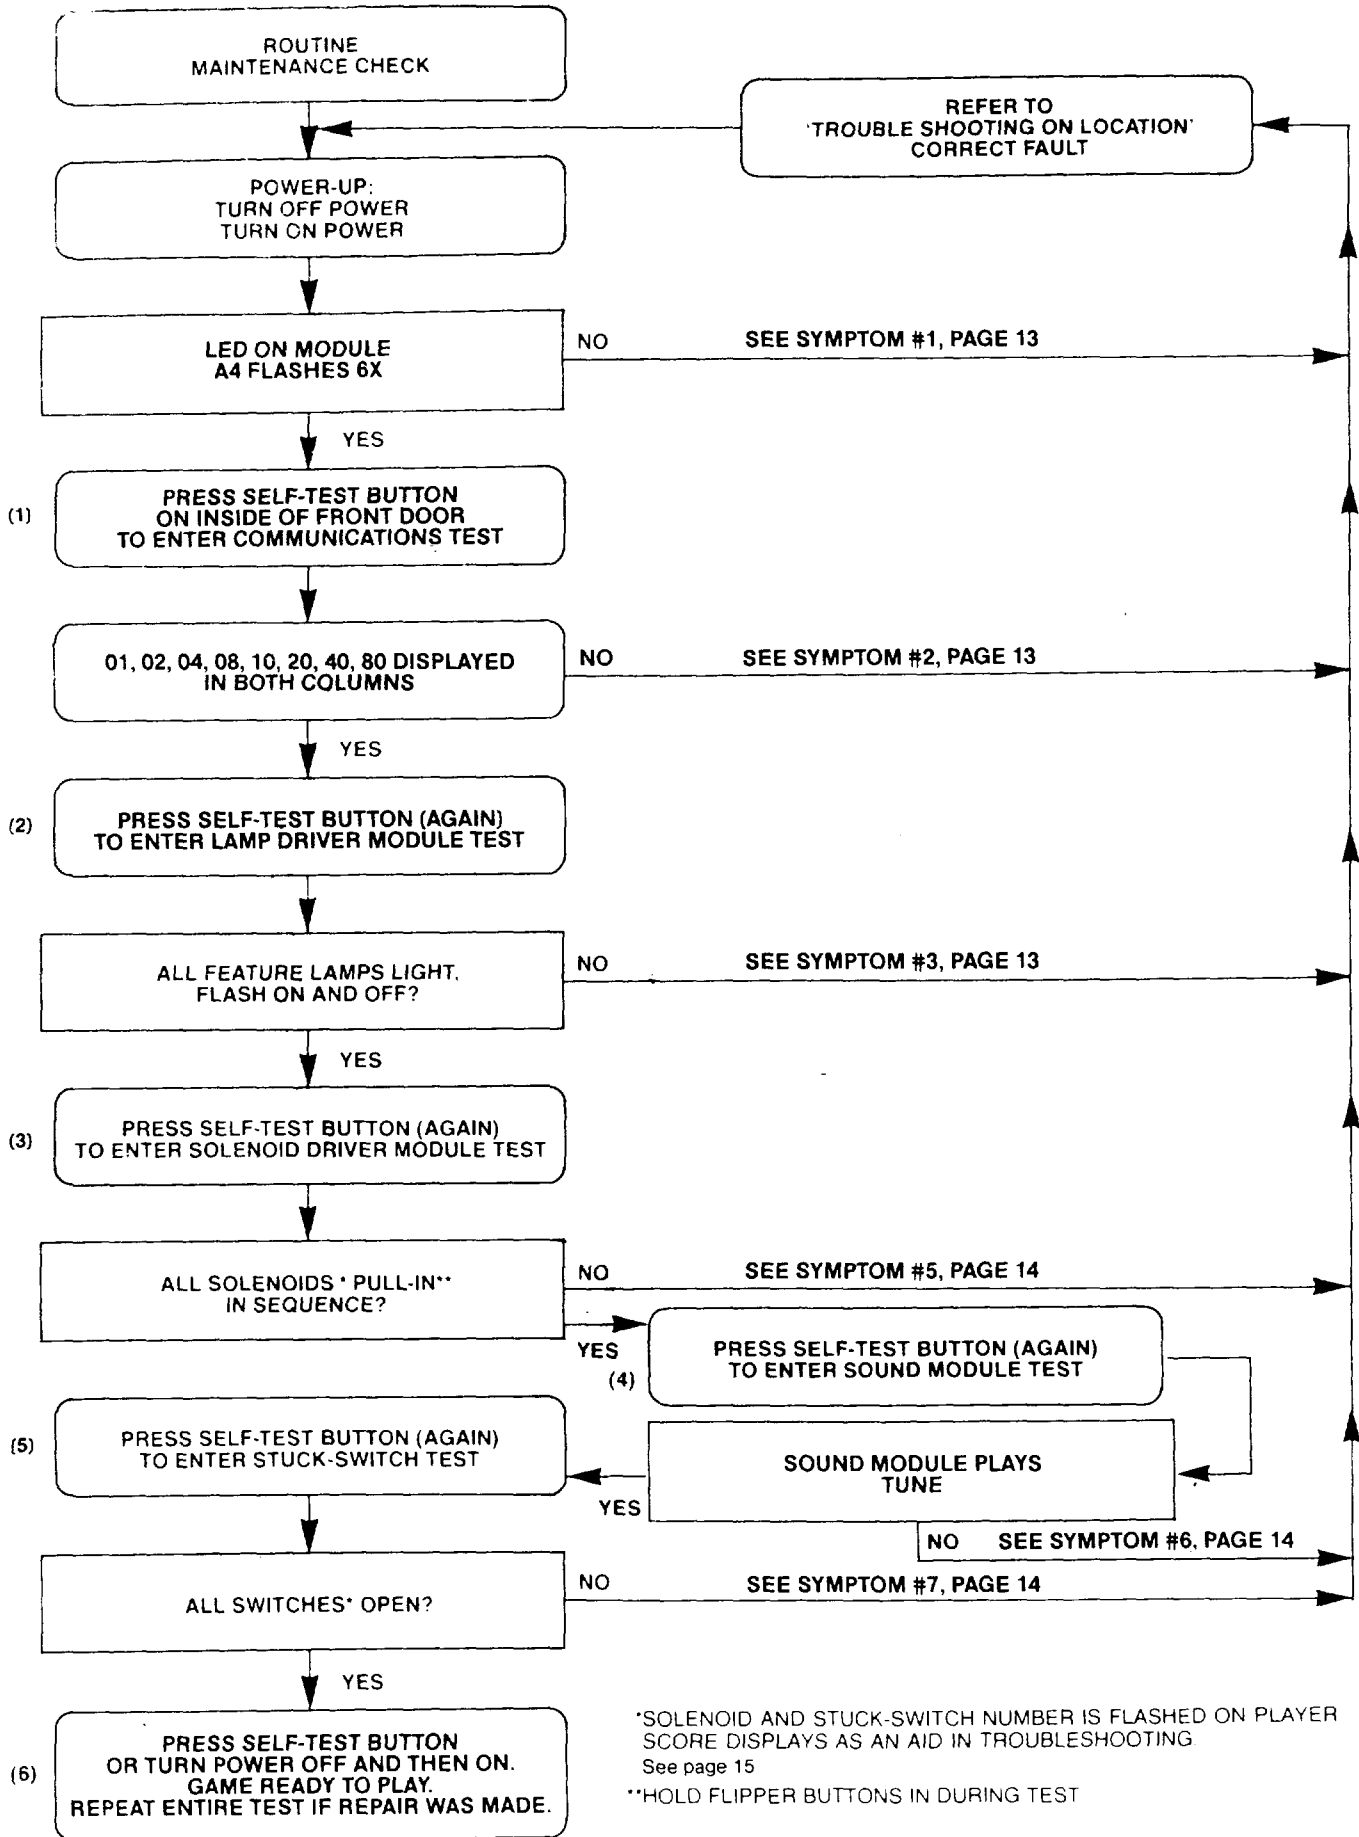 ROUTINE
MAINTENANCE CHECK
REFER TO
'TROUBLE SHOOTING ON LOCATION'
CORRECT FAULT
POWER-UP:
TURN OFF POWER
TURN ON POWER
LED ON MODULE
A4 FLASHES 6X
NO SEE SYMPTOM #1, PAGE 13
YES
(1)
PRESS SELF-TEST BUTTON
ON INSIDE OF FRONT DOOR
TO ENTER COMMUNICATIONS TEST
01, 02, 04, 08, 10, 20, 40, 80 DISPLAYED
IN BOTH COLUMNS
NO SEE SYMPTOM #2, PAGE 13
YES
(2)
PRESS SELF-TEST BUTTON (AGAIN)
TO ENTER LAMP DRIVER MODULE TEST
ALL FEATURE LAMPS LIGHT,
FLASH ON AND OFF?
NO SEE SYMPTOM #3, PAGE 13
YES
(3)
PRESS SELF-TEST BUTTON (AGAIN)
TO ENTER SOLENOID DRIVER MODULE TEST
ALL SOLENOIDS * PULL-IN**
IN SEQUENCE?
NO SEE SYMPTOM #5, PAGE 14
YES
(4)
PRESS SELF-TEST BUTTON (AGAIN)
TO ENTER SOUND MODULE TEST
SOUND MODULE PLAYS
TUNE
YES
NO SEE SYMPTOM #6, PAGE 14
(5)
PRESS SELF-TEST BUTTON (AGAIN)
TO ENTER STUCK-SWITCH TEST
ALL SWITCHES* OPEN?
NO SEE SYMPTOM #7, PAGE 14
YES
(6)
PRESS SELF-TEST BUTTON
OR TURN POWER OFF AND THEN ON.
GAME READY TO PLAY.
REPEAT ENTIRE TEST IF REPAIR WAS MADE.
*SOLENOID AND STUCK-SWITCH NUMBER IS FLASHED ON PLAYER
SCORE DISPLAYS AS AN AID IN TROUBLESHOOTING
See page 15
**HOLD FLIPPER BUTTONS IN DURING TEST